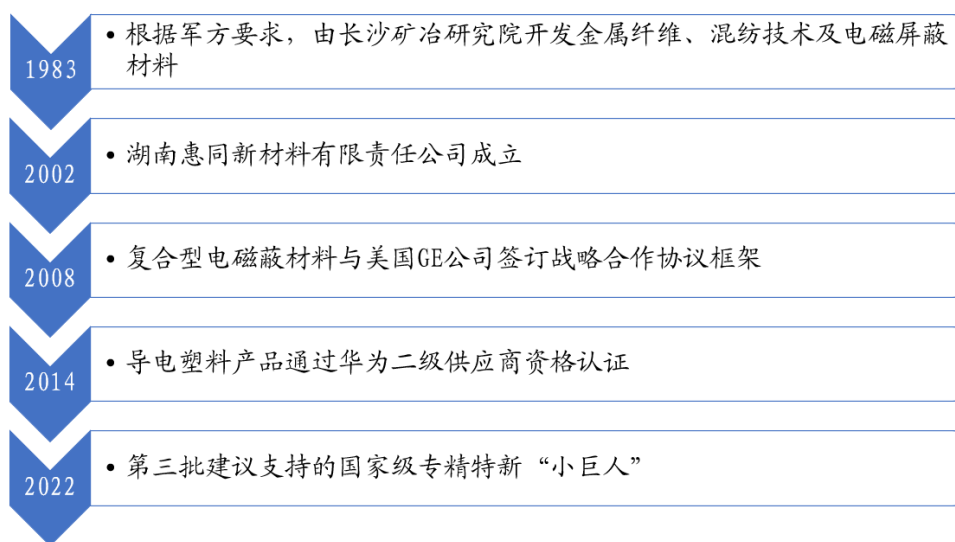 1983
• 根据军方要求，由长沙矿冶研究院开发金属纤维、混纺技术及电磁屏蔽
材料
2002
• 湖南惠同新材料有限责任公司成立
2008
• 复合型电磁蔽材料与美国GE公司签订战略合作协议框架
2014
• 导电塑料产品通过华为二级供应商资格认证
2022
• 第三批建议支持的国家级专精特新“小巨人”